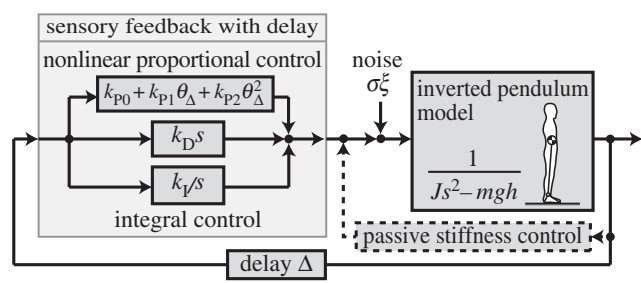 sensory feedback with delay
nonlinear proportional control
k_P0 + k_P1 θ_Δ + k_P2 θ_Δ^2
k_D s
k_I/s
integral control
noise
σξ
inverted pendulum
model
1
Js^2 – mgh
passive stiffness control
delay Δ